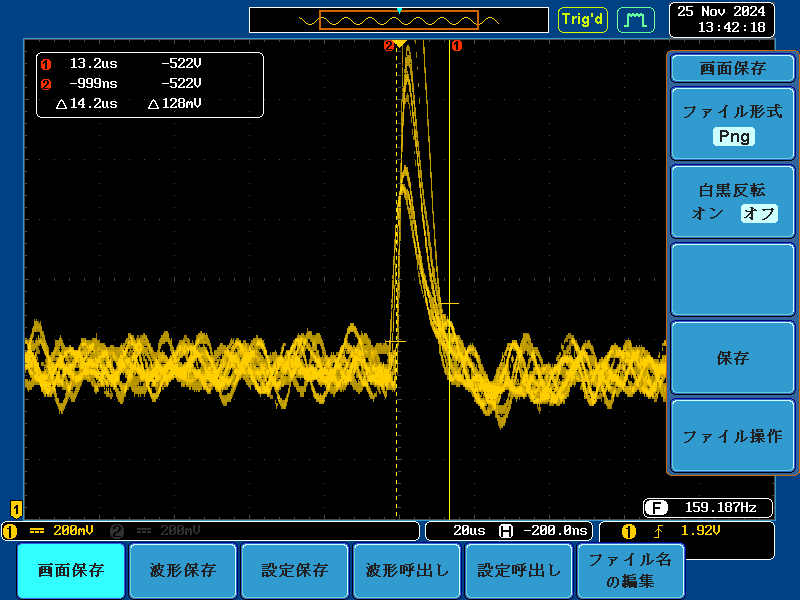 Trig'd
25 Nov 2024
13:42:18
2 1
1 13.2us -522V
2 -999ns -522V
△14.2us △128mV
画面保存
ファイル形式
Png
白黒反転
オン オフ
保存
ファイル操作
1
F 159.187Hz
1 200mV 2 200mV
20us H -200.0ns
1 1.92V
画面保存 波形保存 設定保存 波形呼出し 設定呼出し ファイル名
の編集